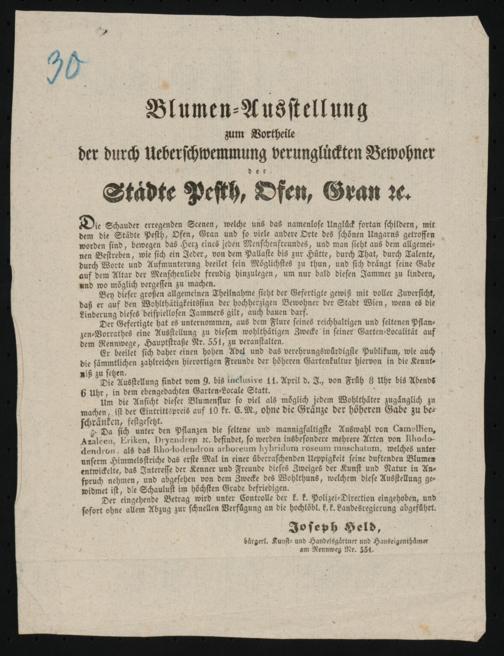 30
Blumen-Ausstellung
zum Vortheile
der durch Ueberschwemmung verunglückten Bewohner
der
Städte Pesth, Ofen, Gran ꝛc.
Die Schauder erregenden Scenen, welche uns das namenlose Unglück fortan schildern, mit
dem die Städte Pesth, Ofen, Gran und so viele andere Orte des schönen Ungarns getroffen
worden sind, bewegen das Herz eines jeden Menschenfreundes, und man sieht aus dem allgemei-
nen Bestreben, wie sich ein Jeder, von dem Pallaste bis zur Hütte, durch That, durch Talente,
durch Worte und Aufmunterung beeilet sein Möglichstes zu thun, und sich drängt seine Gabe
auf dem Altar der Menschenliebe freudig hinzulegen, um nur bald diesen Jammer zu lindern,
und wo möglich vergessen zu machen.
Bey dieser großen allgemeinen Theilnahme sieht der Gefertigte gewiß mit voller Zuversicht,
daß er auf den Wohlthätigkeitssinn der hochherzigen Bewohner der Stadt Wien, wenn es die
Linderung dieses beispiellosen Jammers gilt, auch bauen darf.
Der Gefertigte hat es unternommen, aus dem Flure seines reichhaltigen und seltenen Pflan-
zen-Vorrathes eine Ausstellung zu diesem wohlthätigen Zwecke in seiner Garten-Localität auf
dem Rennwege, Hauptstraße Nr. 551, zu veranstalten.
Er beeilet sich daher einen hohen Adel und das verehrungswürdigste Publikum, wie auch
die sämmtlichen zahlreichen hierortigen Freunde der höheren Gartenkultur hiervon in die Kennt-
niß zu setzen.
Die Ausstellung findet vom 9. bis inclusive 11. April d. J., von Früh 8 Uhr bis Abends
6 Uhr, in dem ebengedachten Garten-Locale Statt.
Um die Ansicht dieser Blumenflur so viel als möglich jedem Wohlthäter zugänglich zu
machen, ist der Eintrittspreis auf 10 kr. C. M., ohne die Gränze der höheren Gabe zu be-
schränken, festgesetzt.
Da sich unter den Pflanzen die seltene und mannigfaltigste Auswahl von Camellien,
Azaleen, Eriken, Dryandren ꝛc. befindet, so werden insbesondere mehrere Arten von Rhodo-
dendron, als das Rhododendron arboreum hybridum roseum muschatum, welches unter
unserm Himmelsstriche das erste Mal in einer überraschenden Ueppigkeit seine duftenden Blumen
entwickelte, das Interesse der Kenner und Freunde dieses Zweiges der Kunst und Natur in An-
spruch nehmen, und abgesehen von dem Zwecke des Wohlthuns, welchem diese Ausstellung ge-
widmet ist, die Schaulust im höchsten Grade befriedigen.
Der eingehende Betrag wird unter Controlle der k. k. Polizei-Direction eingehoben, und
sofort ohne allem Abzug zur schnellen Verfügung an die hochlöbl. k. k. Landesregierung abgeführt.
Joseph Held,
bürgerl. Kunst- und Handelsgärtner und Hauseigenthümer
am Rennweg Nr. 551.